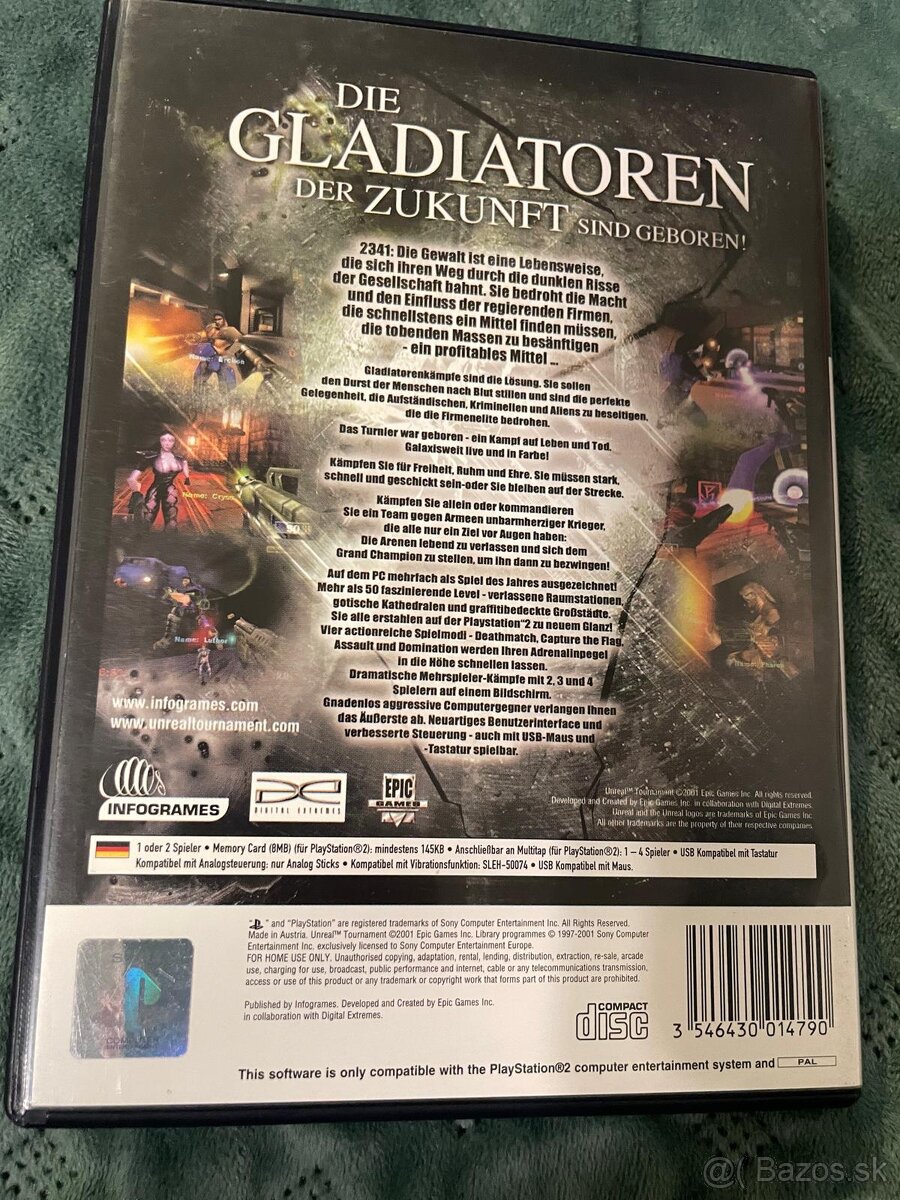 DIE
GLADIATOREN
DER ZUKUNFT SIND GEBOREN!
2341: Die Gewalt ist eine Lebensweise,
die sich ihren Weg durch die dunklen Risse
der Gesellschaft bahnt. Sie bedroht die Macht
und den Einfluss der regierenden Firmen,
die schnellstens ein Mittel finden müssen,
die tobenden Massen zu besänftigen
- ein profitables Mittel ...
Gladiatorenkämpfe sind die Lösung. Sie sollen
den Durst der Menschen nach Blut stillen und sind die perfekte
Gelegenheit, die Aufständischen, Kriminellen und Aliens zu beseitigen,
die die Firmenelite bedrohen.
Das Turnier war geboren - ein Kampf auf Leben und Tod.
Galaxisweit live und in Farbe!
Kämpfen Sie für Freiheit, Ruhm und Ehre. Sie müssen stark,
schnell und geschickt sein-oder Sie bleiben auf der Strecke.
Kämpfen Sie allein oder kommandieren
Sie ein Team gegen Armeen unbarmherziger Krieger,
die alle nur ein Ziel vor Augen haben:
Die Arenen lebend zu verlassen und sich dem
Grand Champion zu stellen, um ihn dann zu bezwingen!
Auf dem PC mehrfach als Spiel des Jahres ausgezeichnet!
Mehr als 50 faszinierende Level - verlassene Raumstationen,
gotische Kathedralen und graffitibedeckte Großstädte.
Sie alle erstahlen auf der Playstation®2 zu neuem Glanz!
Vier actionreiche Spielmodi - Deathmatch, Capture the Flag,
Assault und Domination werden Ihren Adrenalinpegel
in die Höhe schnellen lassen.
Dramatische Mehrspieler-Kämpfe mit 2, 3 und 4
Spielern auf einem Bildschirm.
Gnadenlos aggressive Computergegner verlangen Ihnen
das Äußerste ab. Neuartiges Benutzerinterface und
verbesserte Steuerung - auch mit USB-Maus und
-Tastatur spielbar.
Name:
Name:
50
Name: Luthor
Name:
www.infogrames.com
www.unrealtournament.com
INFOGRAMES
DIGITAL EXTREMES
EPIC
GAMES
Unreal™ Tournament ©2001 Epic Games Inc. All rights reserved.
Developed and Created by Epic Games Inc. in collaboration with Digital Extremes.
Unreal and the Unreal logos are trademarks of Epic Games Inc.
All other trademarks are the property of their respective companies
1 oder 2 Spieler • Memory Card (8MB) (für PlayStation®2): mindestens 145KB • Anschließbar an Multitap (für PlayStation®2): 1 – 4 Spieler • USB Kompatibel mit Tastatur
Kompatibel mit Analogsteuerung: nur Analog Sticks • Kompatibel mit Vibrationsfunktion: SLEH-50074 • USB Kompatibel mit Maus.
" " and "PlayStation" are registered trademarks of Sony Computer Entertainment Inc. All Rights Reserved.
Made in Austria. Unreal™ Tournament ©2001 Epic Games Inc. Library programmes © 1997-2001 Sony Computer
Entertainment Inc. exclusively licensed to Sony Computer Entertainment Europe.
FOR HOME USE ONLY. Unauthorised copying, adaptation, rental, lending, distribution, extraction, re-sale, arcade
use, charging for use, broadcast, public performance and internet, cable or any telecommunications transmission,
access or use of this product or any trademark or copyright work that forms part of this product are prohibited.
Published by Infogrames. Developed and Created by Epic Games Inc.
in collaboration with Digital Extremes.
COMPACT
disc
3 546430 014790
This software is only compatible with the PlayStation®2 computer entertainment system and PAL
@( Bazos.sk